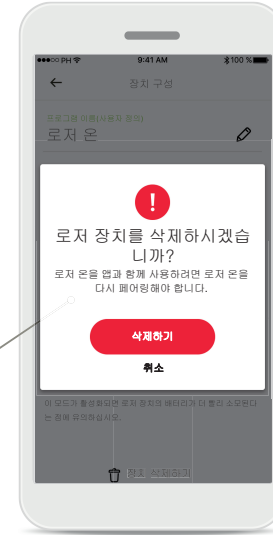 PH 9:41 AM 100 %
장치 구성
프로그램 이름(사용자 정의)
로저 온
!
로저 장치를 삭제하시겠습
니까?
로저 온을 앱과 함께 사용하려면 로저 온을
다시 페어링해야 합니다.
삭제하기
취소
이 모드가 활성화되면 로저 장치의 배터리가 더 빨리 소모된다
는 점에 유의하십시오.
장치 삭제하기